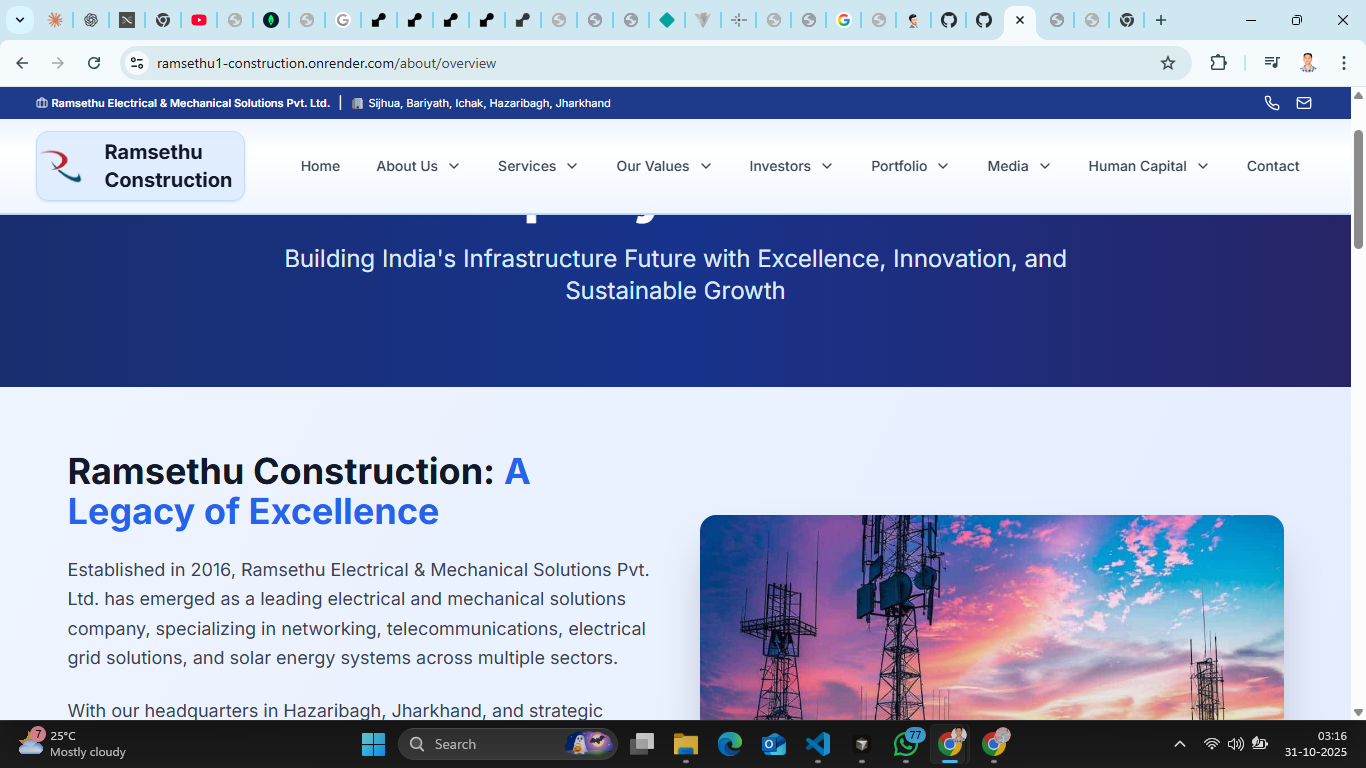 ramsethu1-construction.onrender.com/about/overview
Ramsethu Electrical & Mechanical Solutions Pvt. Ltd. | Sijhua, Bariyath, Ichak, Hazaribagh, Jharkhand
Ramsethu
Construction
Home About Us Services Our Values Investors Portfolio Media Human Capital Contact
Building India's Infrastructure Future with Excellence, Innovation, and
Sustainable Growth
Ramsethu Construction: A
Legacy of Excellence
Established in 2016, Ramsethu Electrical & Mechanical Solutions Pvt.
Ltd. has emerged as a leading electrical and mechanical solutions
company, specializing in networking, telecommunications, electrical
grid solutions, and solar energy systems across multiple sectors.
With our headquarters in Hazaribagh, Jharkhand, and strategic
7
25°C
Mostly cloudy
Search
77
03:16
31-10-2025